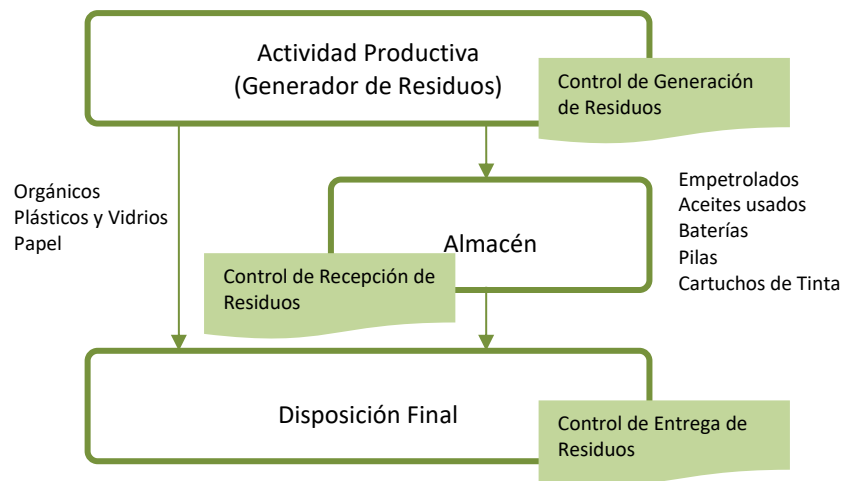 Actividad Productiva
(Generador de Residuos)
Control de Generación
de Residuos
Orgánicos
Plásticos y Vidrios
Papel
Empetrolados
Aceites usados
Baterías
Pilas
Cartuchos de Tinta
Almacén
Control de Recepción de
Residuos
Disposición Final
Control de Entrega de
Residuos